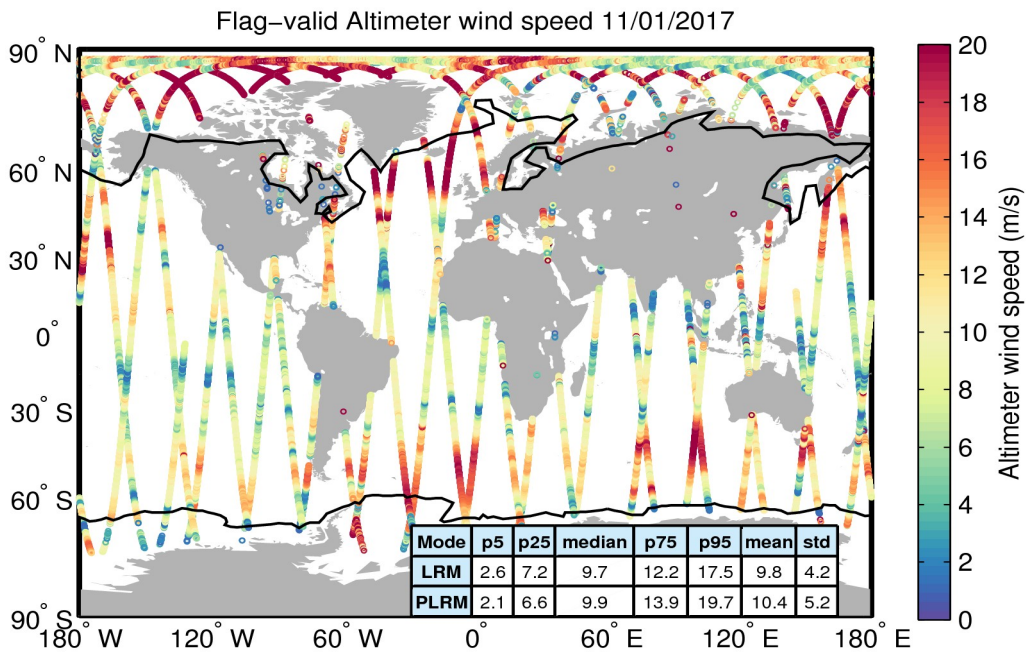 Flag−valid Altimeter wind speed 11/01/2017
90° N
60° N
30° N
0°
30° S
60° S
90° S
180° W
120° W
60° W
0°
60° E
120° E
180° E
Mode p5 p25 median p75 p95 mean std
LRM 2.6 7.2 9.7 12.2 17.5 9.8 4.2
PLRM 2.1 6.6 9.9 13.9 19.7 10.4 5.2
20
18
16
14
12
10
8
6
4
2
0
Altimeter wind speed (m/s)